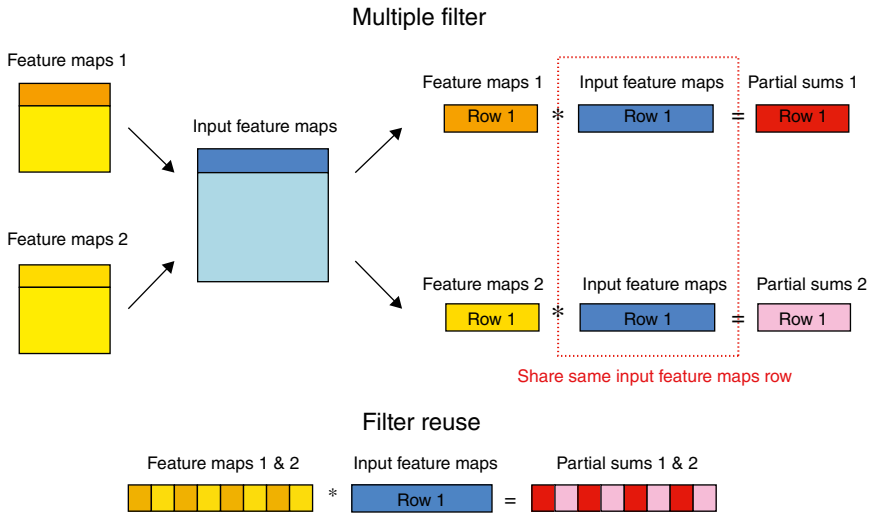 Multiple filter
Feature maps 1
Feature maps 2
Input feature maps
Feature maps 1
Input feature maps
Partial sums 1
Row 1
*
Row 1
=
Row 1
Feature maps 2
Input feature maps
Partial sums 2
Row 1
*
Row 1
=
Row 1
Share same input feature maps row
Filter reuse
Feature maps 1 & 2
Input feature maps
Partial sums 1 & 2
*
Row 1
=